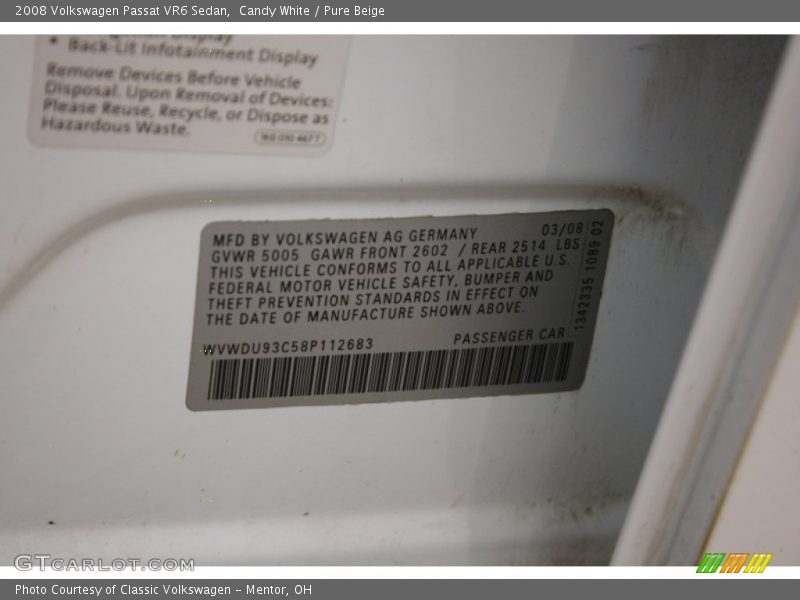 2008 Volkswagen Passat VR6 Sedan,  Candy White / Pure Beige
Display
• Back-Lit Infotainment Display
Remove Devices Before Vehicle
Disposal. Upon Removal of Devices:
Please Reuse, Recycle, or Dispose as
Hazardous Waste.
MFD BY VOLKSWAGEN AG GERMANY 03/08
GVWR 5005 GAWR FRONT 2602 / REAR 2514 LBS
THIS VEHICLE CONFORMS TO ALL APPLICABLE U.S.
FEDERAL MOTOR VEHICLE SAFETY, BUMPER AND
THEFT PREVENTION STANDARDS IN EFFECT ON
THE DATE OF MANUFACTURE SHOWN ABOVE.
WVWDU93C58P112683 PASSENGER CAR
1342335 1089 02
GTCARLOT.COM
Photo Courtesy of Classic Volkswagen - Mentor, OH